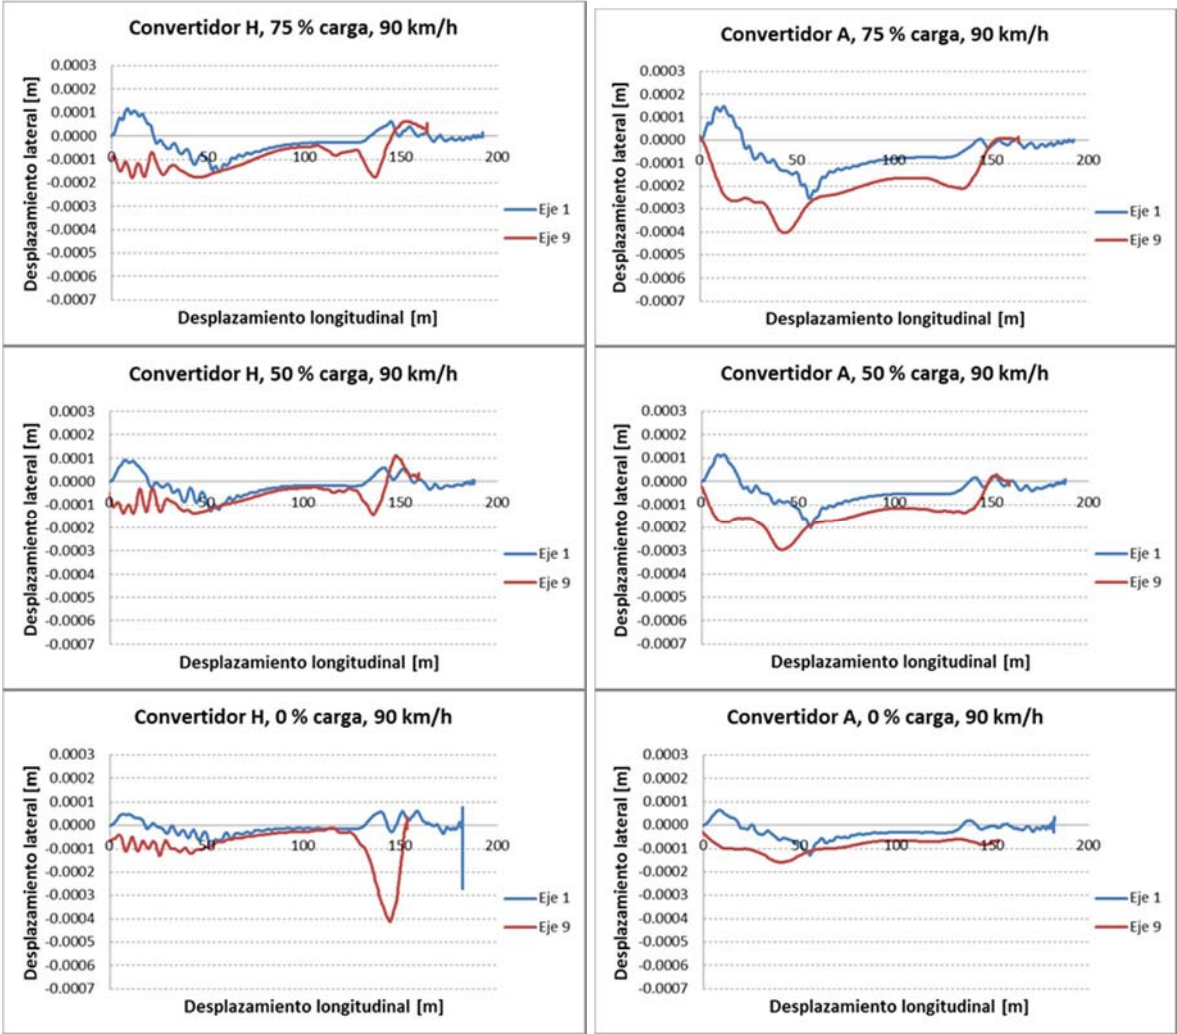 Convertidor H, 75 % carga, 90 km/h
Desplazamiento lateral [m]
0.0003
0.0002
0.0001
0.0000
-0.0001
-0.0002
-0.0003
-0.0004
-0.0005
-0.0006
-0.0007
0 50 100 150 200
Eje 1
Eje 9
Desplazamiento longitudinal [m]
Convertidor A, 75 % carga, 90 km/h
Desplazamiento lateral [m]
0.0003
0.0002
0.0001
0.0000
-0.0001
-0.0002
-0.0003
-0.0004
-0.0005
-0.0006
-0.0007
0 50 100 150 200
Eje 1
Eje 9
Desplazamiento longitudinal [m]
Convertidor H, 50 % carga, 90 km/h
Desplazamiento lateral [m]
0.0003
0.0002
0.0001
0.0000
-0.0001
-0.0002
-0.0003
-0.0004
-0.0005
-0.0006
-0.0007
0 50 100 150 200
Eje 1
Eje 9
Desplazamiento longitudinal [m]
Convertidor A, 50 % carga, 90 km/h
Desplazamiento lateral [m]
0.0003
0.0002
0.0001
0.0000
-0.0001
-0.0002
-0.0003
-0.0004
-0.0005
-0.0006
-0.0007
0 50 100 150 200
Eje 1
Eje 9
Desplazamiento longitudinal [m]
Convertidor H, 0 % carga, 90 km/h
Desplazamiento lateral [m]
0.0003
0.0002
0.0001
0.0000
-0.0001
-0.0002
-0.0003
-0.0004
-0.0005
-0.0006
-0.0007
0 50 100 150 200
Eje 1
Eje 9
Desplazamiento longitudinal [m]
Convertidor A, 0 % carga, 90 km/h
Desplazamiento lateral [m]
0.0003
0.0002
0.0001
0.0000
-0.0001
-0.0002
-0.0003
-0.0004
-0.0005
-0.0006
-0.0007
0 50 100 150 200
Eje 1
Eje 9
Desplazamiento longitudinal [m]